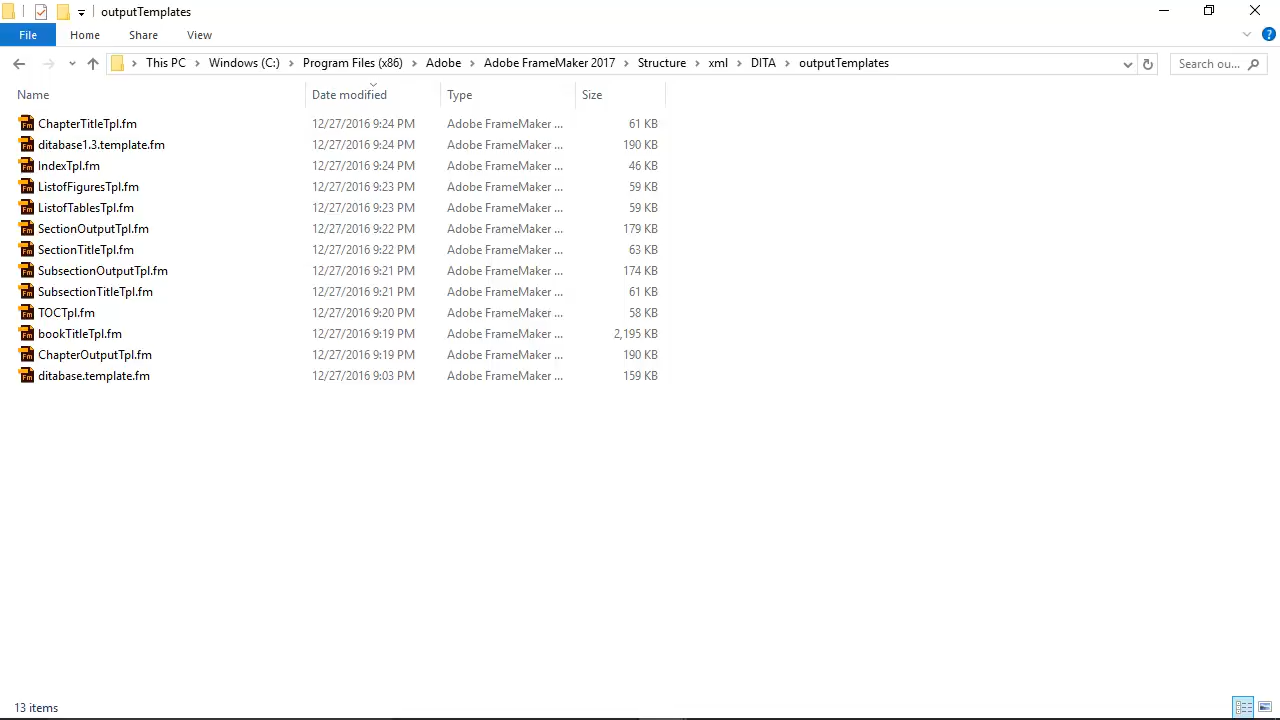 outputTemplates
File Home Share View
This PC Windows (C:) Program Files (x86) Adobe Adobe FrameMaker 2017 Structure xml DITA outputTemplates Search ou...
Name Date modified Type Size
ChapterTitleTpl.fm 12/27/2016 9:24 PM Adobe FrameMaker ... 61 KB
ditabase1.3.template.fm 12/27/2016 9:24 PM Adobe FrameMaker ... 190 KB
IndexTpl.fm 12/27/2016 9:24 PM Adobe FrameMaker ... 46 KB
ListofFiguresTpl.fm 12/27/2016 9:23 PM Adobe FrameMaker ... 59 KB
ListofTablesTpl.fm 12/27/2016 9:23 PM Adobe FrameMaker ... 59 KB
SectionOutputTpl.fm 12/27/2016 9:22 PM Adobe FrameMaker ... 179 KB
SectionTitleTpl.fm 12/27/2016 9:22 PM Adobe FrameMaker ... 63 KB
SubsectionOutputTpl.fm 12/27/2016 9:21 PM Adobe FrameMaker ... 174 KB
SubsectionTitleTpl.fm 12/27/2016 9:21 PM Adobe FrameMaker ... 61 KB
TOCTpl.fm 12/27/2016 9:20 PM Adobe FrameMaker ... 58 KB
bookTitleTpl.fm 12/27/2016 9:19 PM Adobe FrameMaker ... 2,195 KB
ChapterOutputTpl.fm 12/27/2016 9:19 PM Adobe FrameMaker ... 190 KB
ditabase.template.fm 12/27/2016 9:03 PM Adobe FrameMaker ... 159 KB
13 items